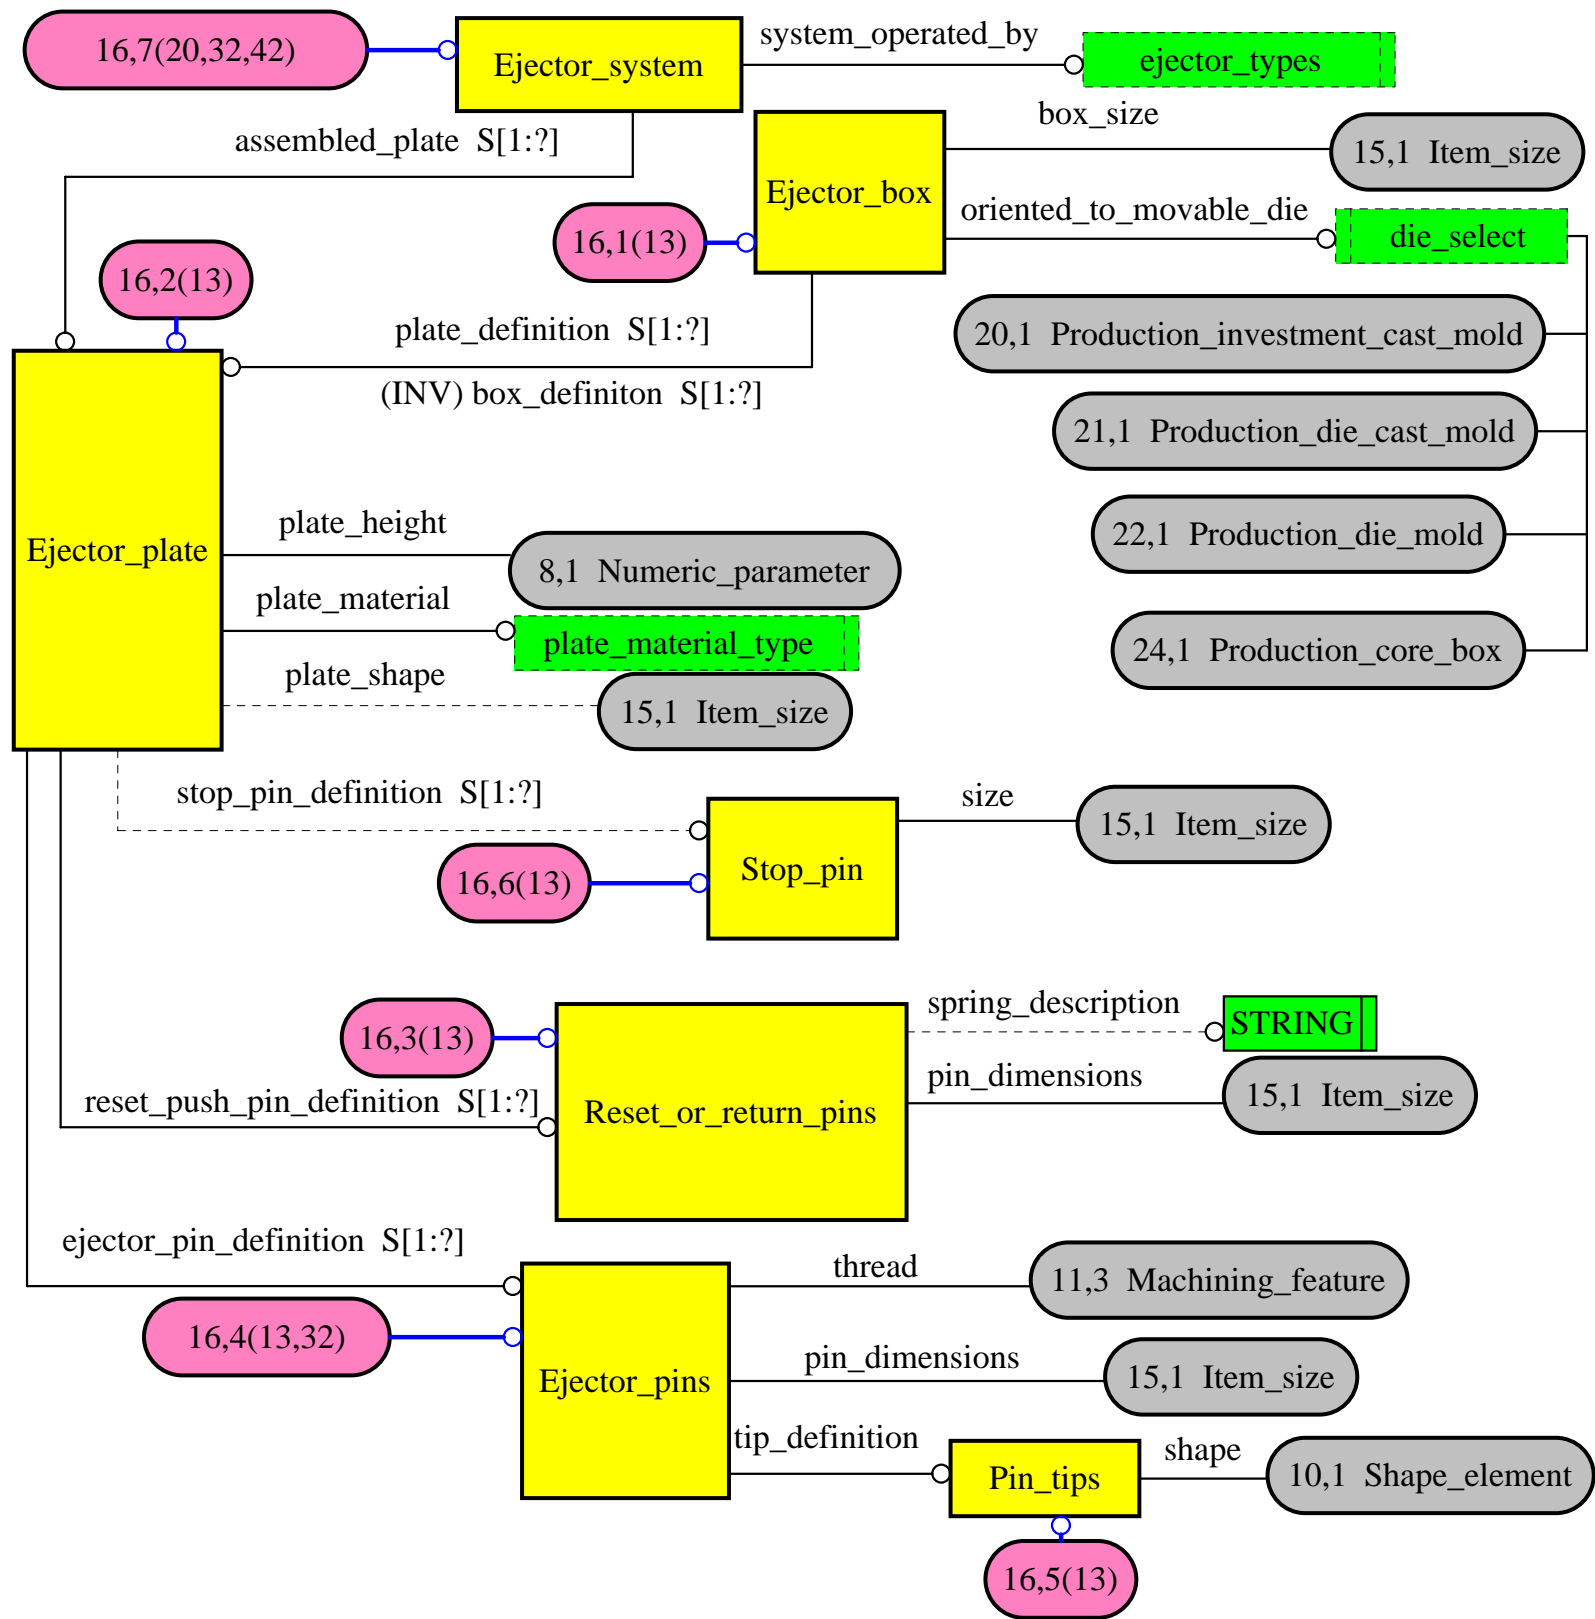 16,7(20,32,42)
Ejector_system
system_operated_by
ejector_types
assembled_plate S[1:?]
box_size
15,1 Item_size
Ejector_box
16,1(13)
oriented_to_movable_die
die_select
16,2(13)
plate_definition S[1:?]
(INV) box_definiton S[1:?]
20,1 Production_investment_cast_mold
21,1 Production_die_cast_mold
22,1 Production_die_mold
24,1 Production_core_box
Ejector_plate
plate_height
8,1 Numeric_parameter
plate_material
plate_material_type
plate_shape
15,1 Item_size
stop_pin_definition S[1:?]
size
15,1 Item_size
Stop_pin
16,6(13)
16,3(13)
spring_description
STRING
pin_dimensions
15,1 Item_size
reset_push_pin_definition S[1:?]
Reset_or_return_pins
ejector_pin_definition S[1:?]
thread
11,3 Machining_feature
16,4(13,32)
Ejector_pins
pin_dimensions
15,1 Item_size
tip_definition
Pin_tips
shape
10,1 Shape_element
16,5(13)